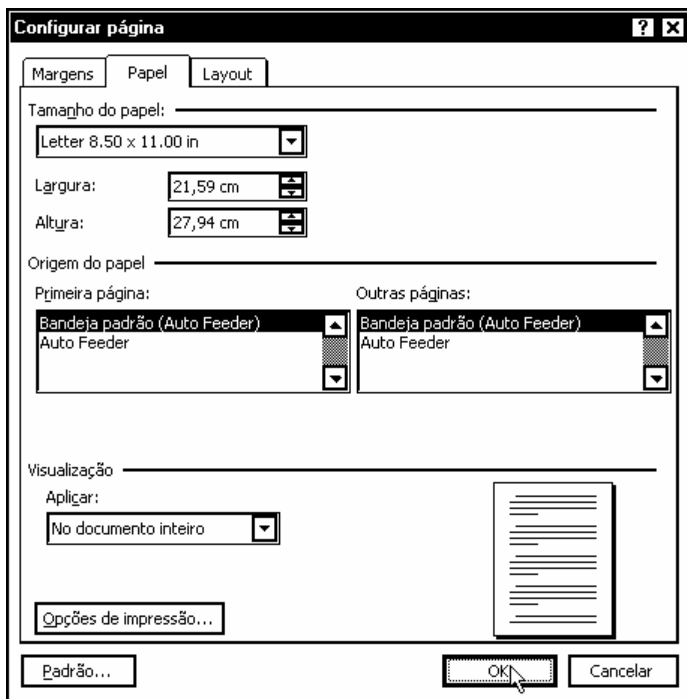 Configurar página
Margens Papel Layout
Tamanho do papel:
Letter 8.50 x 11.00 in
Largura: 21,59 cm
Altura: 27,94 cm
Origem do papel
Primeira página: Outras páginas:
Bandeja padrão (Auto Feeder) Bandeja padrão (Auto Feeder)
Auto Feeder Auto Feeder
Visualização
Aplicar:
No documento inteiro
Opções de impressão...
Padrão... OK Cancelar